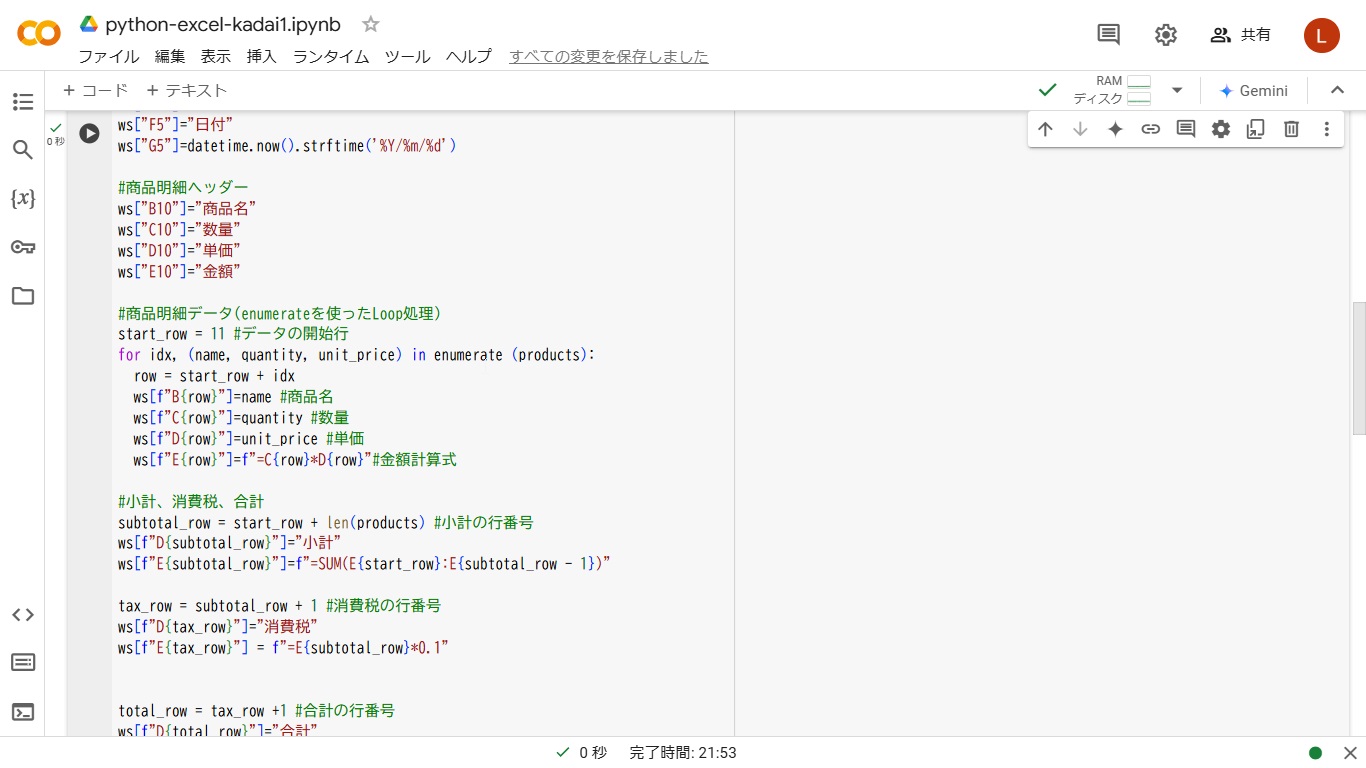 python-excel-kadai1.ipynb
ファイル 編集 表示 挿入 ランタイム ツール ヘルプ すべての変更を保存しました
共有
L
+ コード + テキスト
RAM
ディスク
Gemini
0 秒
ws["F5"]="日付"
ws["G5"]=datetime.now().strftime('%Y/%m/%d')
#商品明細ヘッダー
ws["B10"]="商品名"
ws["C10"]="数量"
ws["D10"]="単価"
ws["E10"]="金額"
#商品明細データ(enumerateを使ったLoop処理)
start_row = 11 #データの開始行
for idx, (name, quantity, unit_price) in enumerate (products):
  row = start_row + idx
  ws[f"B{row}"]=name #商品名
  ws[f"C{row}"]=quantity #数量
  ws[f"D{row}"]=unit_price #単価
  ws[f"E{row}"]=f"=C{row}*D{row}"#金額計算式
#小計、消費税、合計
subtotal_row = start_row + len(products) #小計の行番号
ws[f"D{subtotal_row}"]="小計"
ws[f"E{subtotal_row}"]=f"=SUM(E{start_row}:E{subtotal_row - 1})"
tax_row = subtotal_row + 1 #消費税の行番号
ws[f"D{tax_row}"]="消費税"
ws[f"E{tax_row}"] = f"=E{subtotal_row}*0.1"
total_row = tax_row +1 #合計の行番号
ws[f"D{total_row}"]="合計"
0 秒 完了時間: 21:53